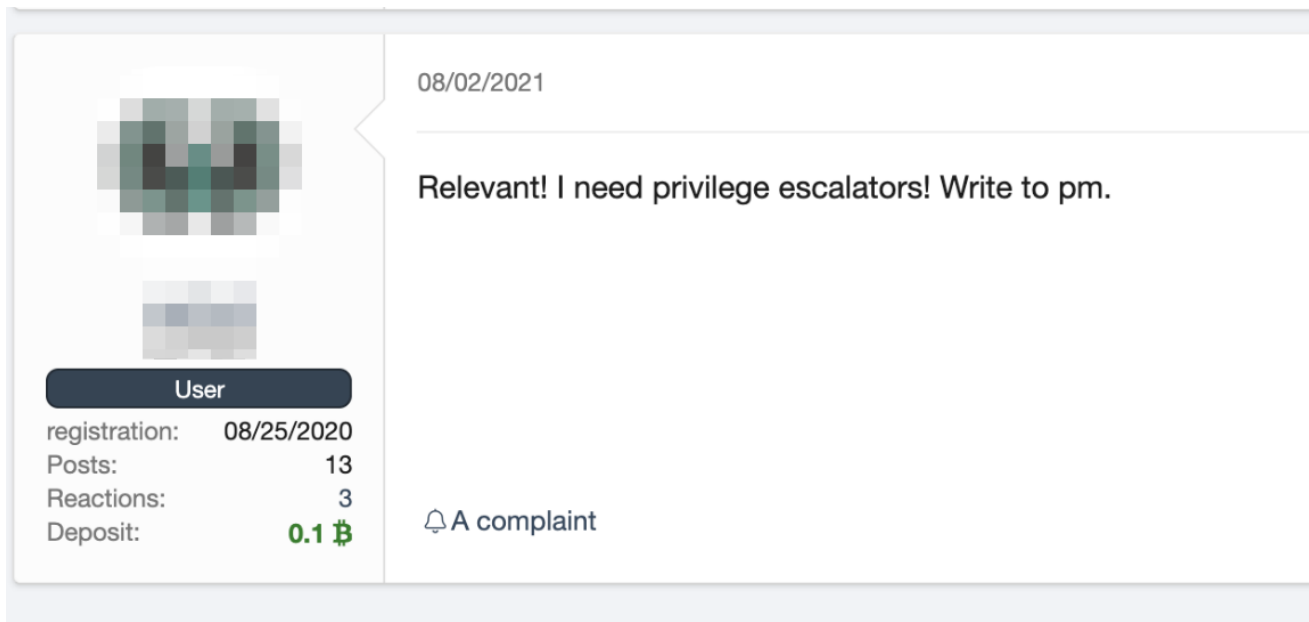 08/02/2021
Relevant! I need privilege escalators! Write to pm.
User
registration: 08/25/2020
Posts: 13
Reactions: 3
Deposit: 0.1 ₿
A complaint